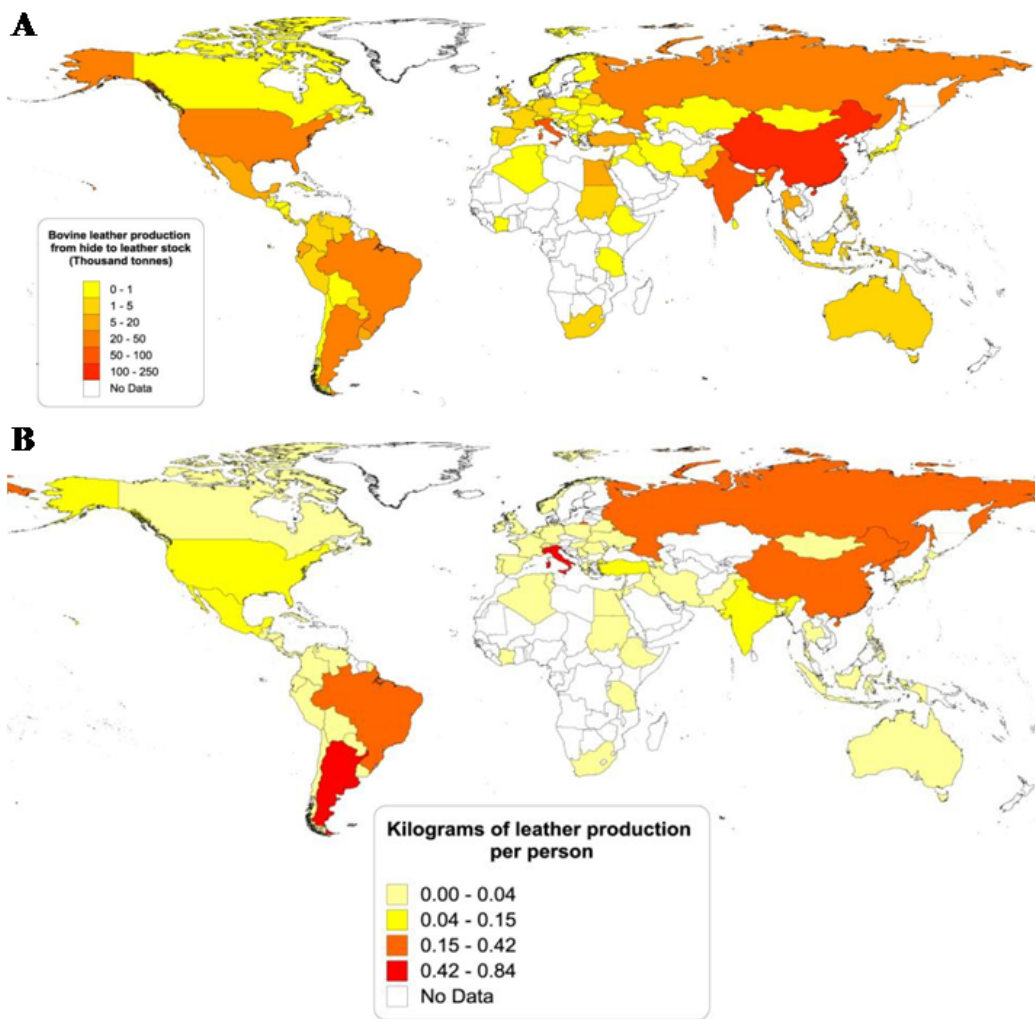 A
Bovine leather production
from hide to leather stock
(Thousand tonnes)
0 - 1
1 - 5
5 - 20
20 - 50
50 - 100
100 - 250
No Data
B
Kilograms of leather production
per person
0.00 - 0.04
0.04 - 0.15
0.15 - 0.42
0.42 - 0.84
No Data